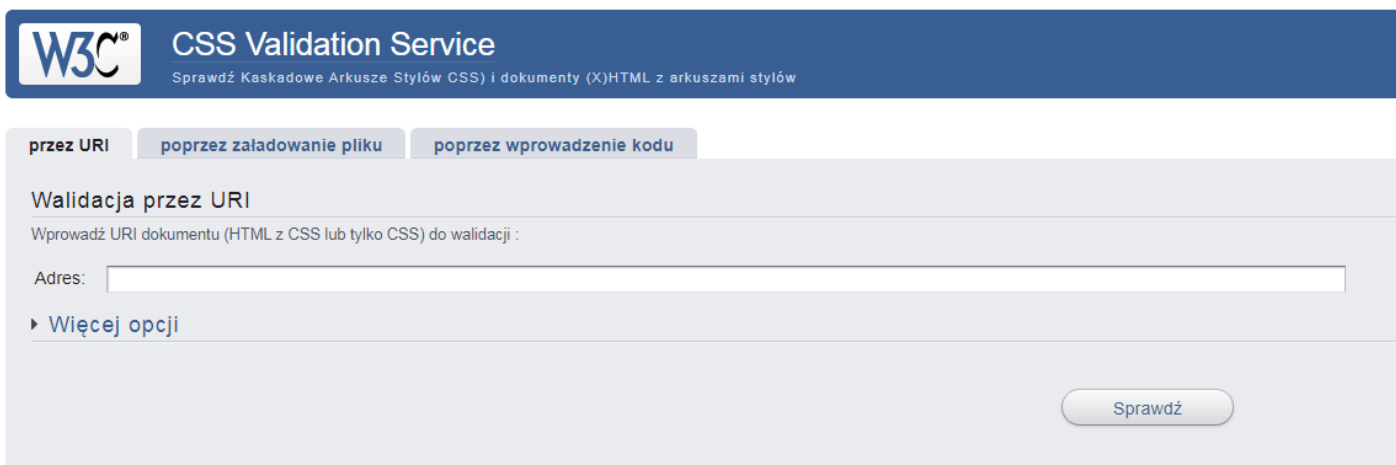 W3C®
CSS Validation Service
Sprawdź Kaskadowe Arkusze Stylów CSS) i dokumenty (X)HTML z arkuszami stylów
przez URI
poprzez załadowanie pliku
poprzez wprowadzenie kodu
Walidacja przez URI
Wprowadź URI dokumentu (HTML z CSS lub tylko CSS) do walidacji :
Adres:
Więcej opcji
Sprawdź